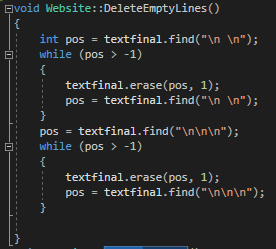 void Website::DeleteEmptyLines()
{
    int pos = textfinal.find("\n \n");
    while (pos > -1)
    {
        textfinal.erase(pos, 1);
        pos = textfinal.find("\n \n");
    }
    pos = textfinal.find("\n\n\n");
    while (pos > -1)
    {
        textfinal.erase(pos, 1);
        pos = textfinal.find("\n\n\n");
    }
}